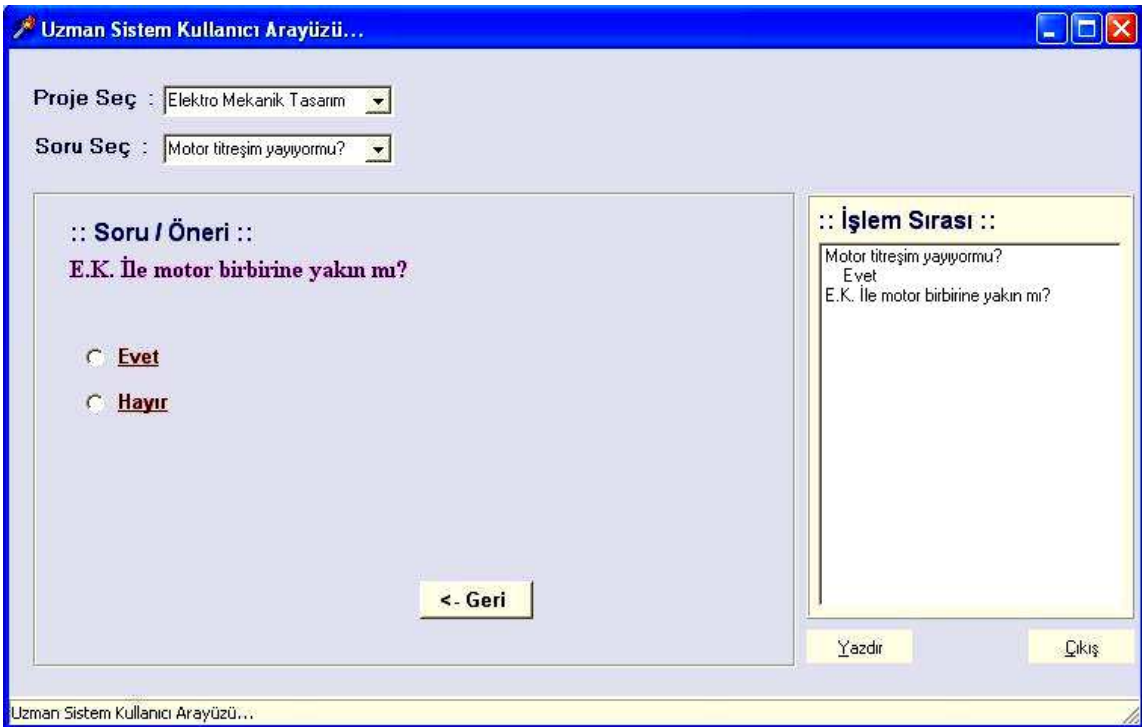 Uzman Sistem Kullanıcı Arayüzü...
Proje Seç : Elektro Mekanik Tasarım
Soru Seç : Motor titreşim yayıyormu?
:: Soru / Öneri ::
E.K. İle motor birbirine yakın mı?
Evet
Hayır
<- Geri
:: İşlem Sırası ::
Motor titreşim yayıyormu?
Evet
E.K. İle motor birbirine yakın mı?
Yazdır
Çıkış
Uzman Sistem Kullanıcı Arayüzü...